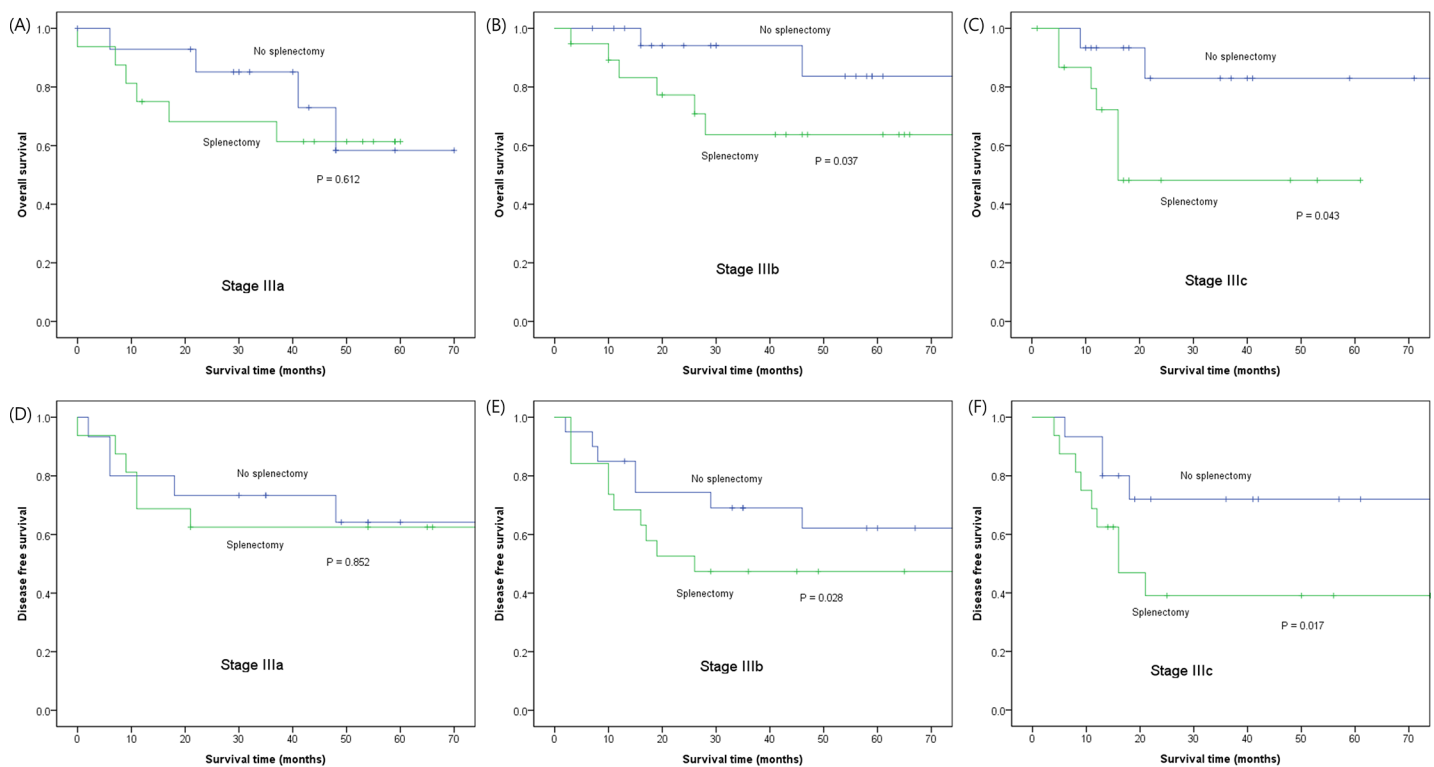 (A)
1.0
0.8
0.6
0.4
0.2
0.0
Overall survival
No splenectomy
Splenectomy
P = 0.612
Stage IIIa
0 10 20 30 40 50 60 70
Survival time (months)
(B)
1.0
0.8
0.6
0.4
0.2
0.0
Overall survival
No splenectomy
Splenectomy
P = 0.037
Stage IIIb
0 10 20 30 40 50 60 70
Survival time (months)
(C)
1.0
0.8
0.6
0.4
0.2
0.0
Overall survival
No splenectomy
Splenectomy
P = 0.043
Stage IIIc
0 10 20 30 40 50 60 70
Survival time (months)
(D)
1.0
0.8
0.6
0.4
0.2
0.0
Disease free survival
No splenectomy
Splenectomy
P = 0.852
Stage IIIa
0 10 20 30 40 50 60 70
Survival time (months)
(E)
1.0
0.8
0.6
0.4
0.2
0.0
Disease free survival
No splenectomy
Splenectomy
P = 0.028
Stage IIIb
0 10 20 30 40 50 60 70
Survival time (months)
(F)
1.0
0.8
0.6
0.4
0.2
0.0
Disease free survival
No splenectomy
Splenectomy
P = 0.017
Stage IIIc
0 10 20 30 40 50 60 70
Survival time (months)